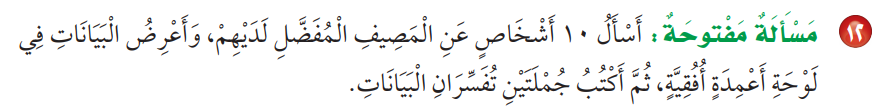 ١٢ مَسْأَلَةٌ مَفْتُوحَةٌ: أَسْأَلُ ١٠ أَشْخَاصٍ عَنِ الْمَصِيفِ الْمُفَضَّلِ لَدَيْهِمْ، وَأَعْرِضُ الْبَيَانَاتِ فِي
لَوْحَةِ أَعْمِدَةٍ أُفُقِيَّةٍ، ثُمَّ أَكْتُبُ جُمْلَتَيْنِ تُفَسِّرَانِ الْبَيَانَاتِ.